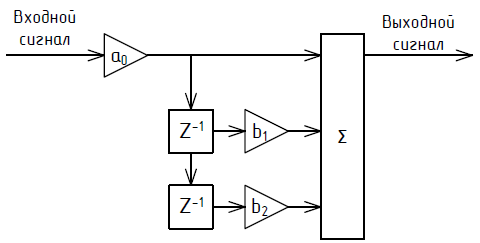 Входной
сигнал
Выходной
сигнал
a₀
Z⁻¹
b₁
Σ
Z⁻¹
b₂